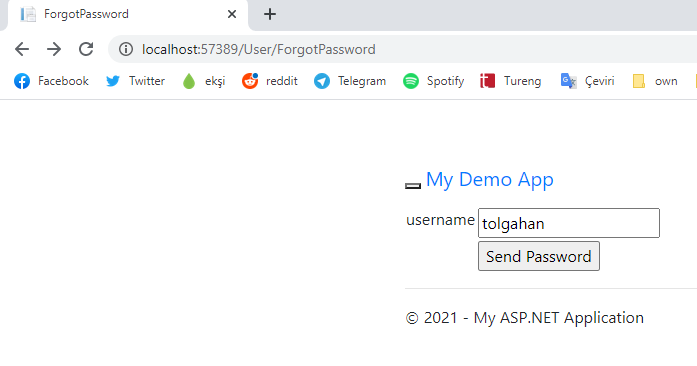 ForgotPassword
localhost:57389/User/ForgotPassword
Facebook Twitter ekşi reddit Telegram Spotify Tureng Çeviri own
My Demo App
username tolgahan
Send Password
© 2021 - My ASP.NET Application